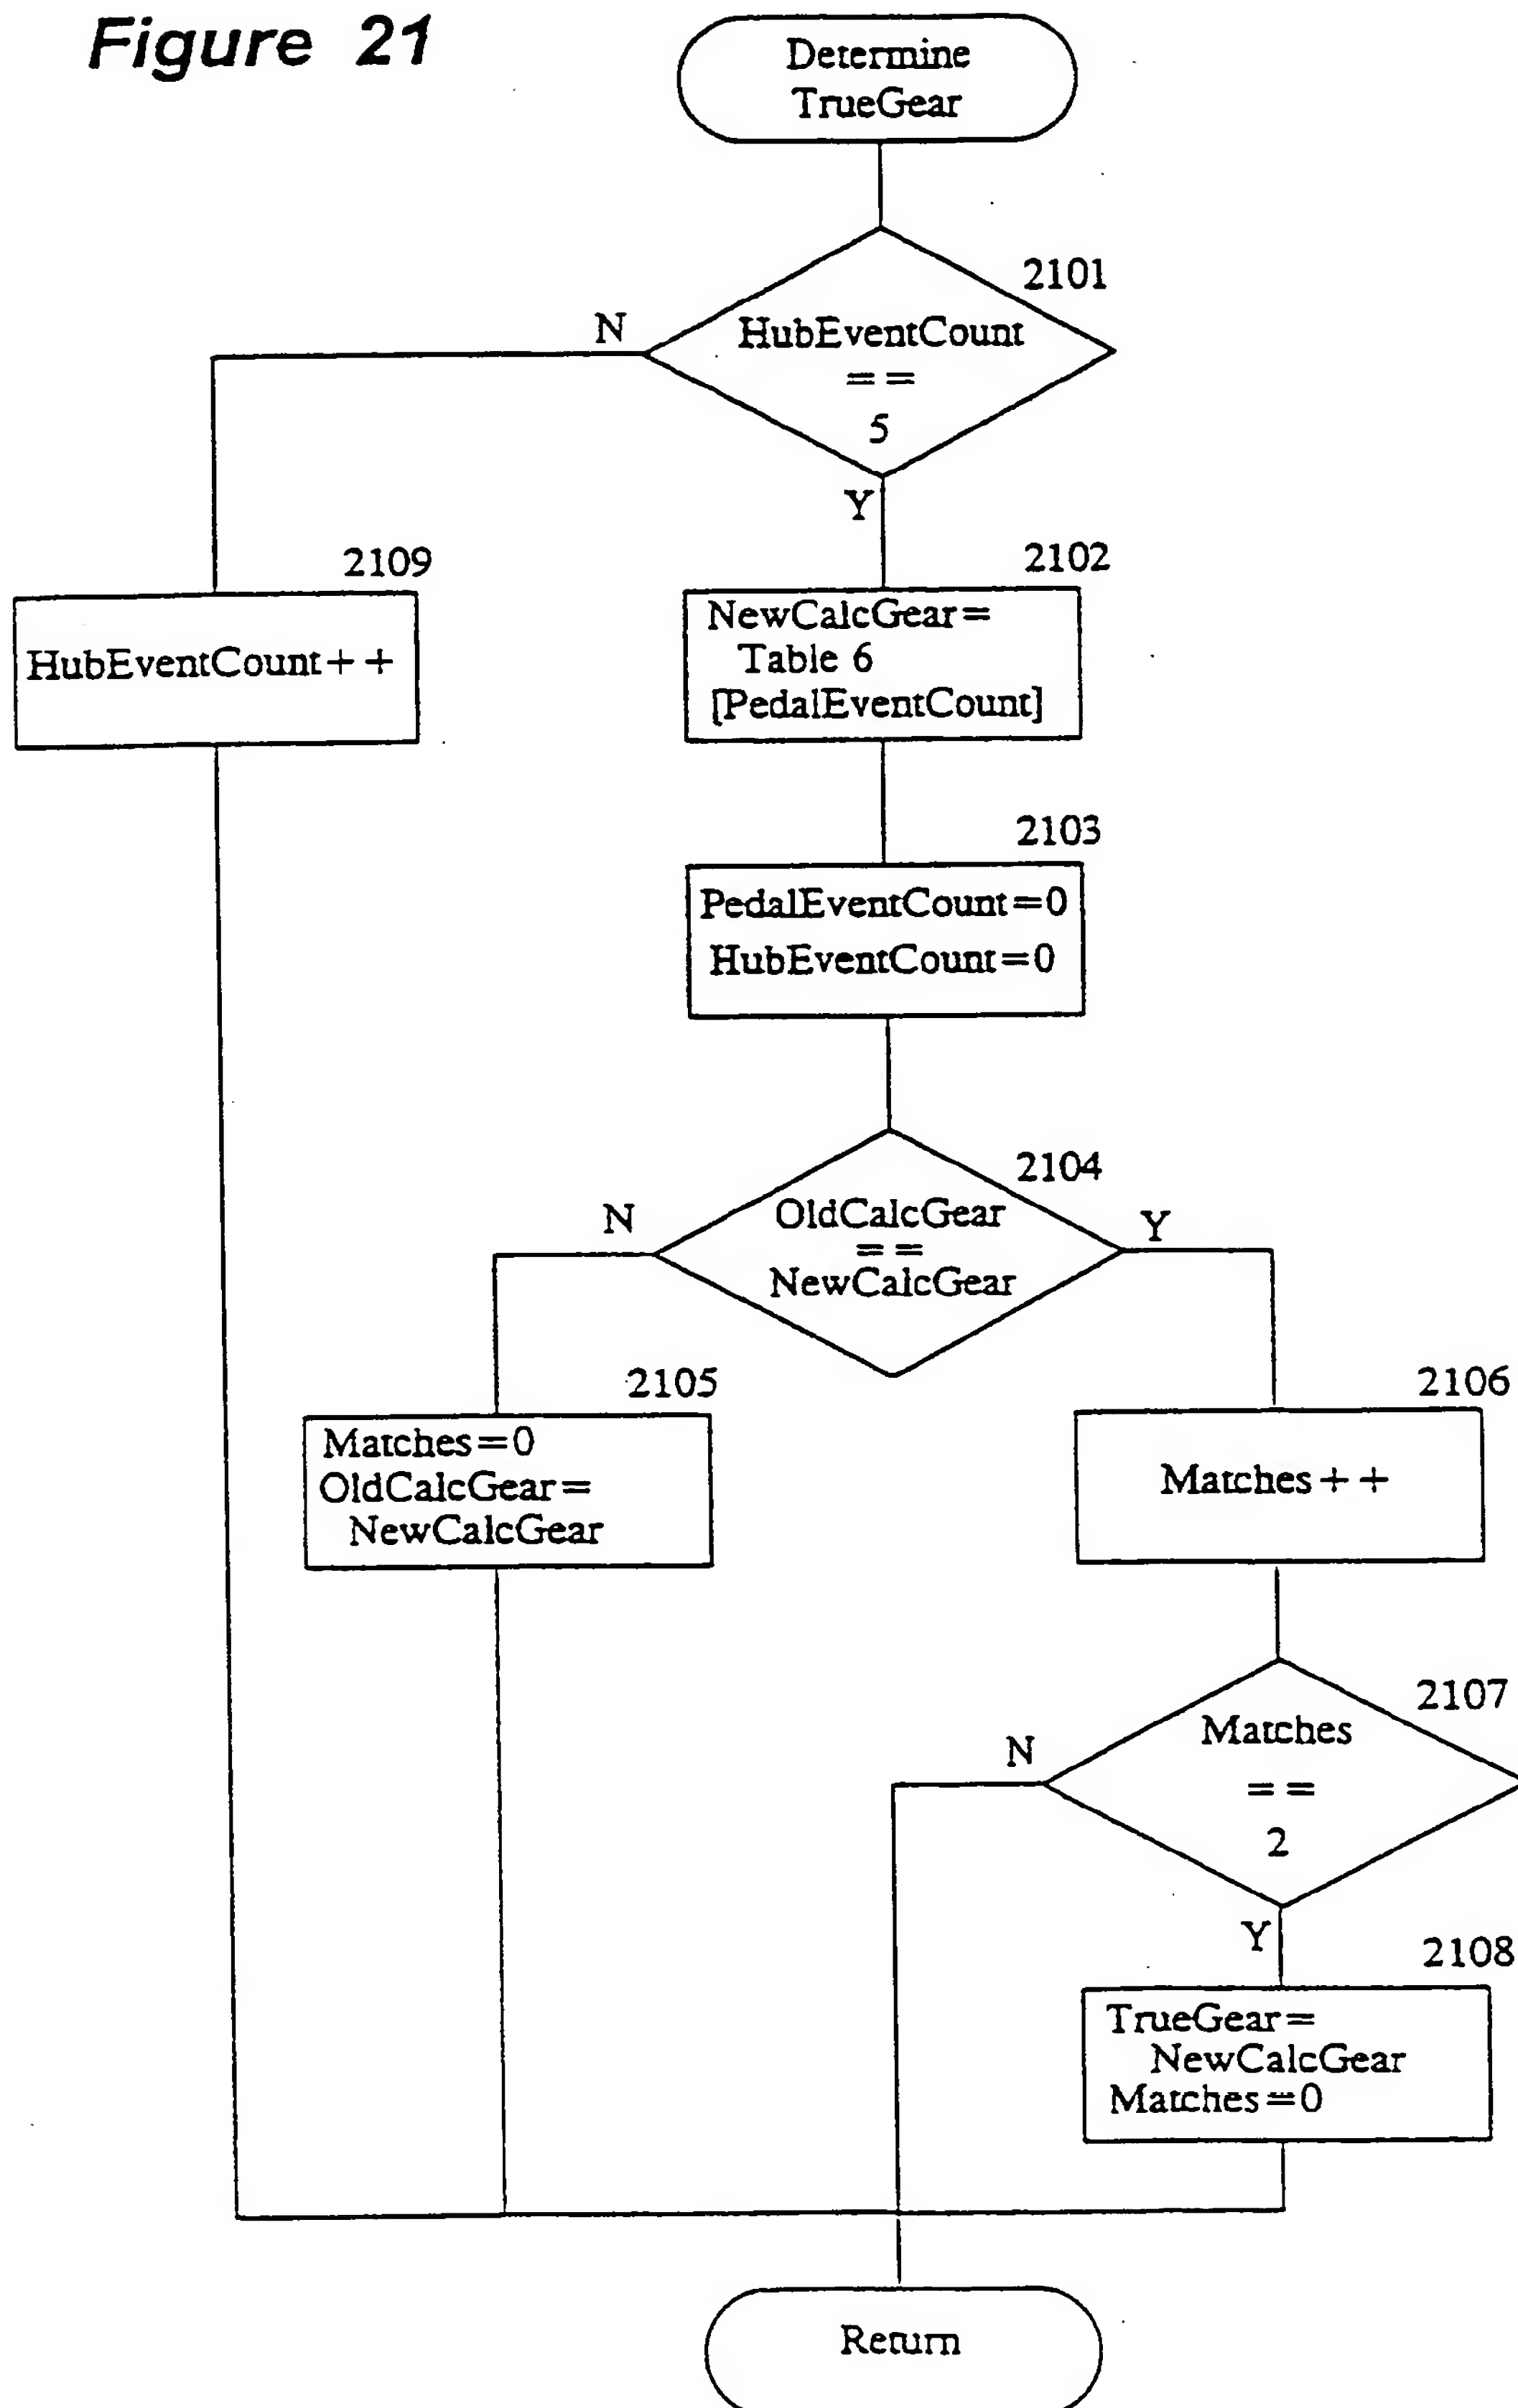 Figure 21
Determine
TrueGear
2101
N
HubEventCount
==
5
Y
2109
HubEventCount++
2102
NewCalcGear=
Table 6
[PedalEventCount]
2103
PedalEventCount=0
HubEventCount=0
2104
N
OldCalcGear
==
NewCalcGear
Y
2105
Matches=0
OldCalcGear=
NewCalcGear
2106
Matches++
2107
N
Matches
==
2
Y
2108
TrueGear=
NewCalcGear
Matches=0
Return